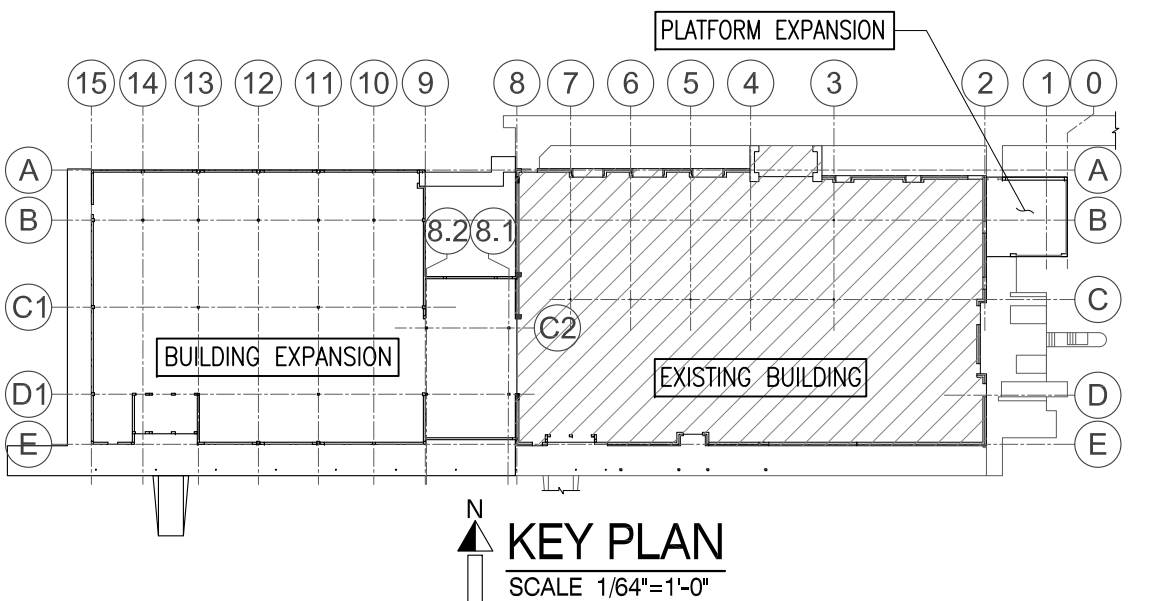 PLATFORM EXPANSION
15 14 13 12 11 10 9 8 7 6 5 4 3 2 1 0
A A
B B
8.2 8.1
C1 C
C2
BUILDING EXPANSION
EXISTING BUILDING
D1 D
E E
N
KEY PLAN
SCALE 1/64"=1'-0"